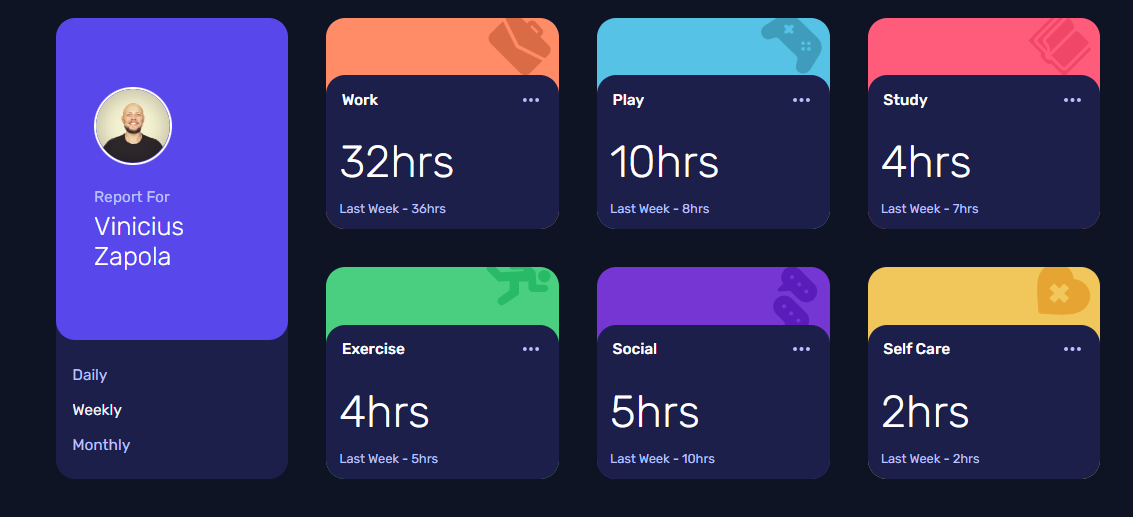 Report For
Vinicius
Zapola
Daily
Weekly
Monthly
Work
32hrs
Last Week - 36hrs
Play
10hrs
Last Week - 8hrs
Study
4hrs
Last Week - 7hrs
Exercise
4hrs
Last Week - 5hrs
Social
5hrs
Last Week - 10hrs
Self Care
2hrs
Last Week - 2hrs